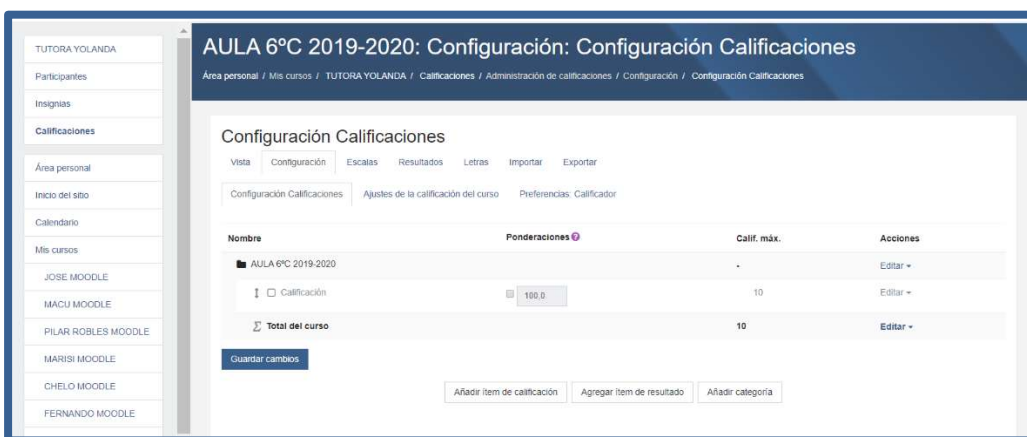 TUTORA YOLANDA
Participantes
Insignias
Calificaciones
Área personal
Inicio del sitio
Calendario
Mis cursos
JOSE MOODLE
MACU MOODLE
PILAR ROBLES MOODLE
MARISI MOODLE
CHELO MOODLE
FERNANDO MOODLE
AULA 6ºC 2019-2020: Configuración: Configuración Calificaciones
Área personal / Mis cursos / TUTORA YOLANDA / Calificaciones / Administración de calificaciones / Configuración / Configuración Calificaciones
Configuración Calificaciones
Vista Configuración Escalas Resultados Letras Importar Exportar
Configuración Calificaciones Ajustes de la calificación del curso Preferencias: Calificador
Nombre Ponderaciones Calif. máx. Acciones
AULA 6ºC 2019-2020 - Editar
Calificación 100,0 10 Editar
Σ Total del curso 10 Editar
Guardar cambios
Añadir ítem de calificación Agregar ítem de resultado Añadir categoría